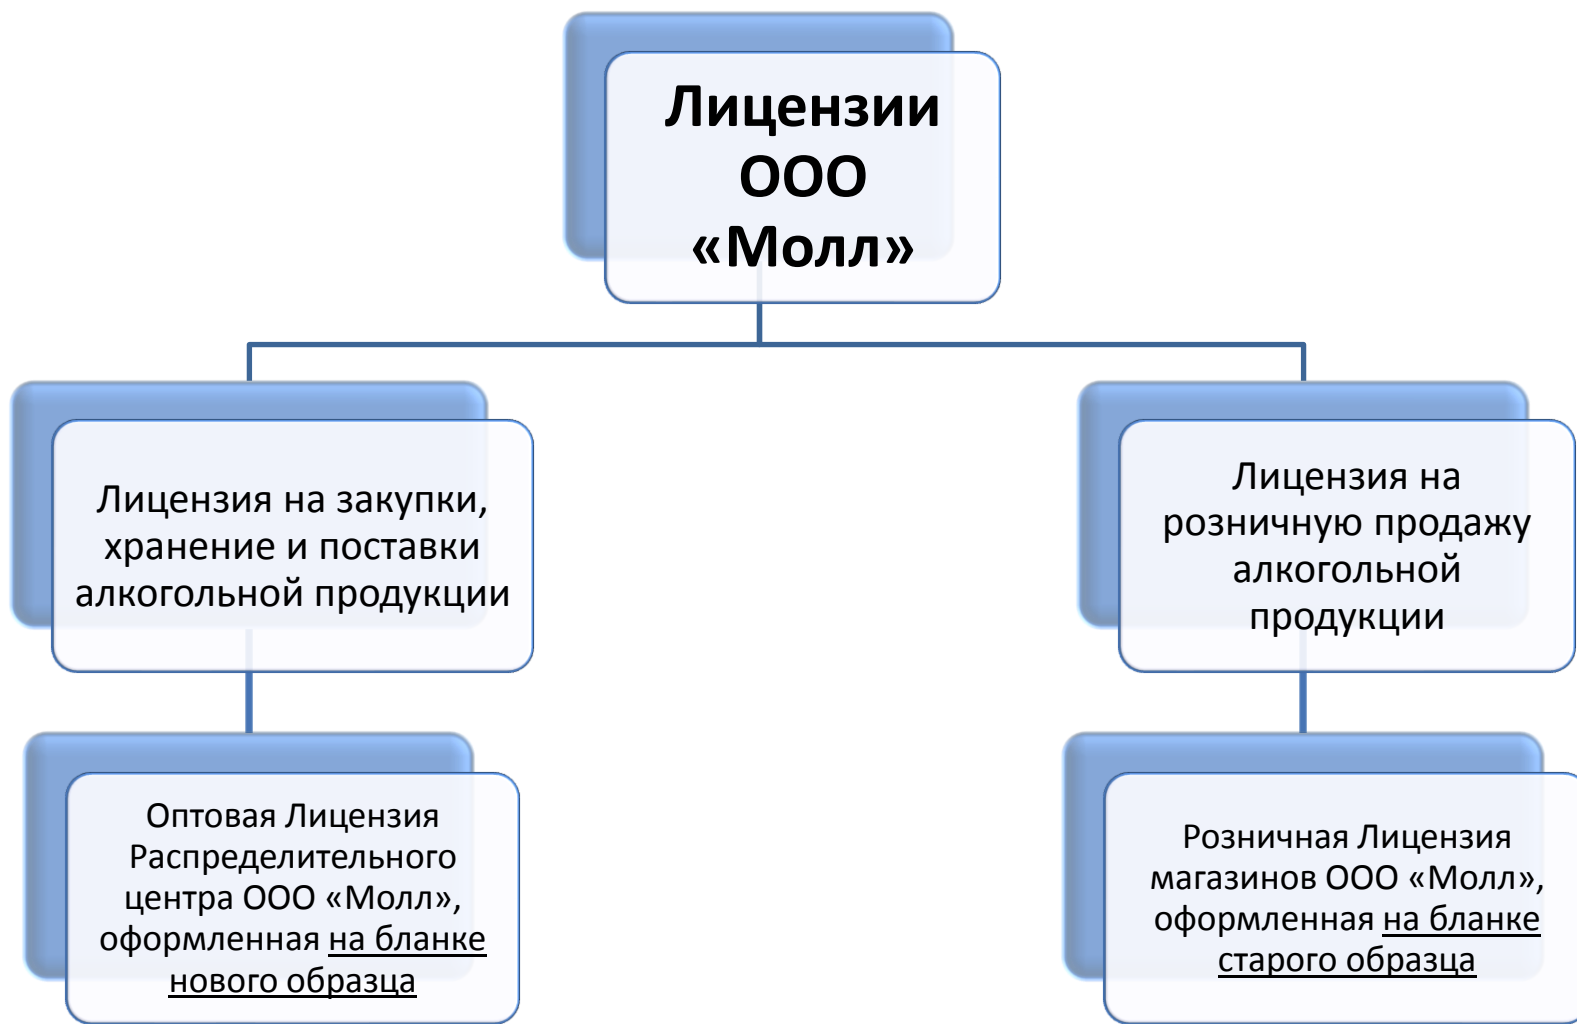 Лицензии
ООО
«Молл»
Лицензия на закупки,
хранение и поставки
алкогольной продукции
Лицензия на
розничную продажу
алкогольной
продукции
Оптовая Лицензия
Распределительного
центра ООО «Молл»,
оформленная на бланке
нового образца
Розничная Лицензия
магазинов ООО «Молл»,
оформленная на бланке
старого образца